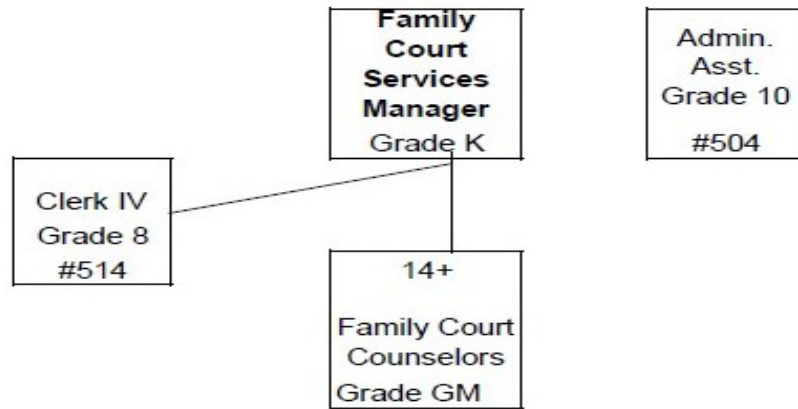 Family
Court
Services
Manager
Grade K
Admin.
Asst.
Grade 10
#504
Clerk IV
Grade 8
#514
14+
Family Court
Counselors
Grade GM